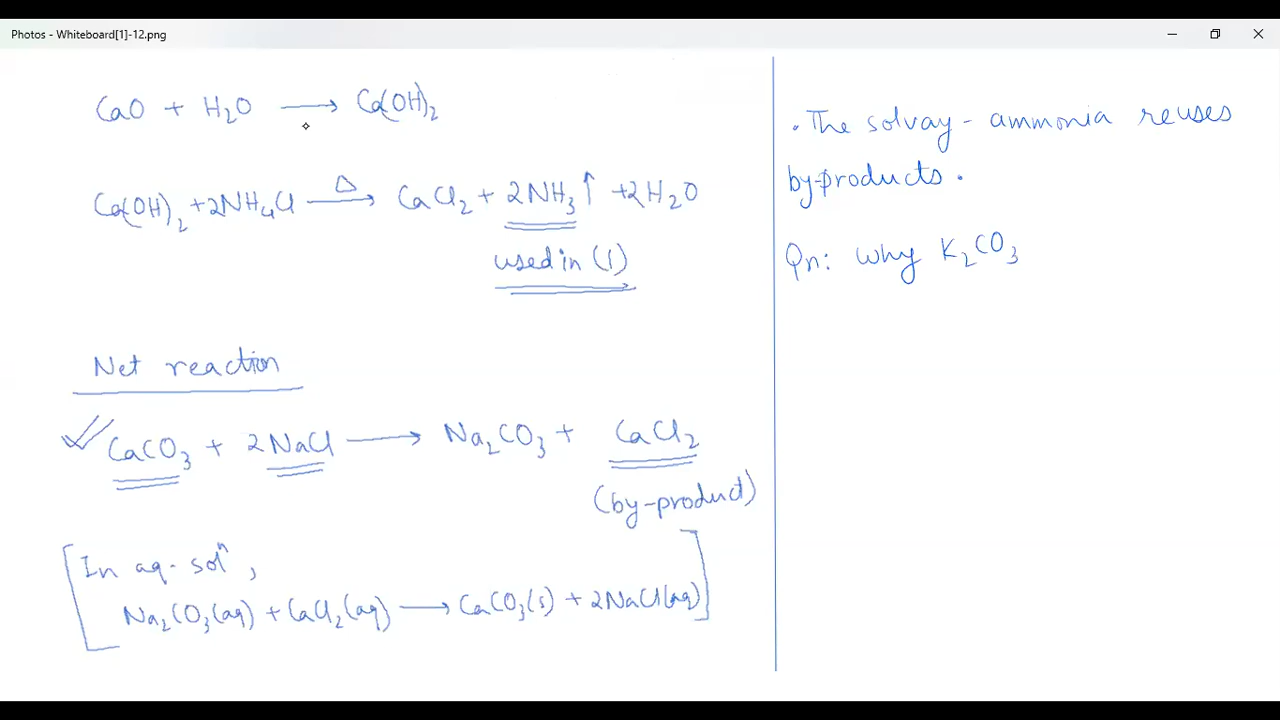 Photos - Whiteboard[1]-12.png
CaO + H₂O ⟶ Ca(OH)₂
Ca(OH)₂ + 2NH₄Cl ⟶ Δ CaCl₂ + 2NH₃↑ + 2H₂O
used in (1)
Net reaction
CaCO₃ + 2NaCl ⟶ Na₂CO₃ + CaCl₂
(by-product)
[In aq. solⁿ,
Na₂CO₃(aq) + CaCl₂(aq) ⟶ CaCO₃(s) + 2NaCl(aq)]
. The solvay - ammonia reuses
by-products.
Qn: why K₂CO₃